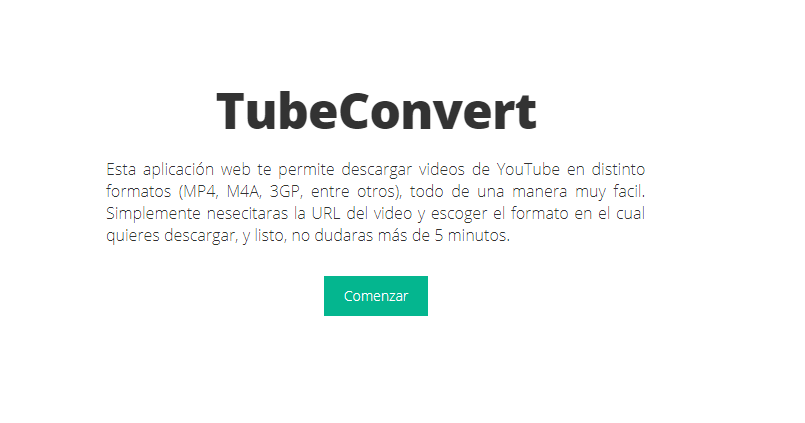 TubeConvert
Esta aplicación web te permite descargar videos de YouTube en distinto
formatos (MP4, M4A, 3GP, entre otros), todo de una manera muy facil.
Simplemente nesecitaras la URL del video y escoger el formato en el cual
quieres descargar, y listo, no dudaras más de 5 minutos.
Comenzar